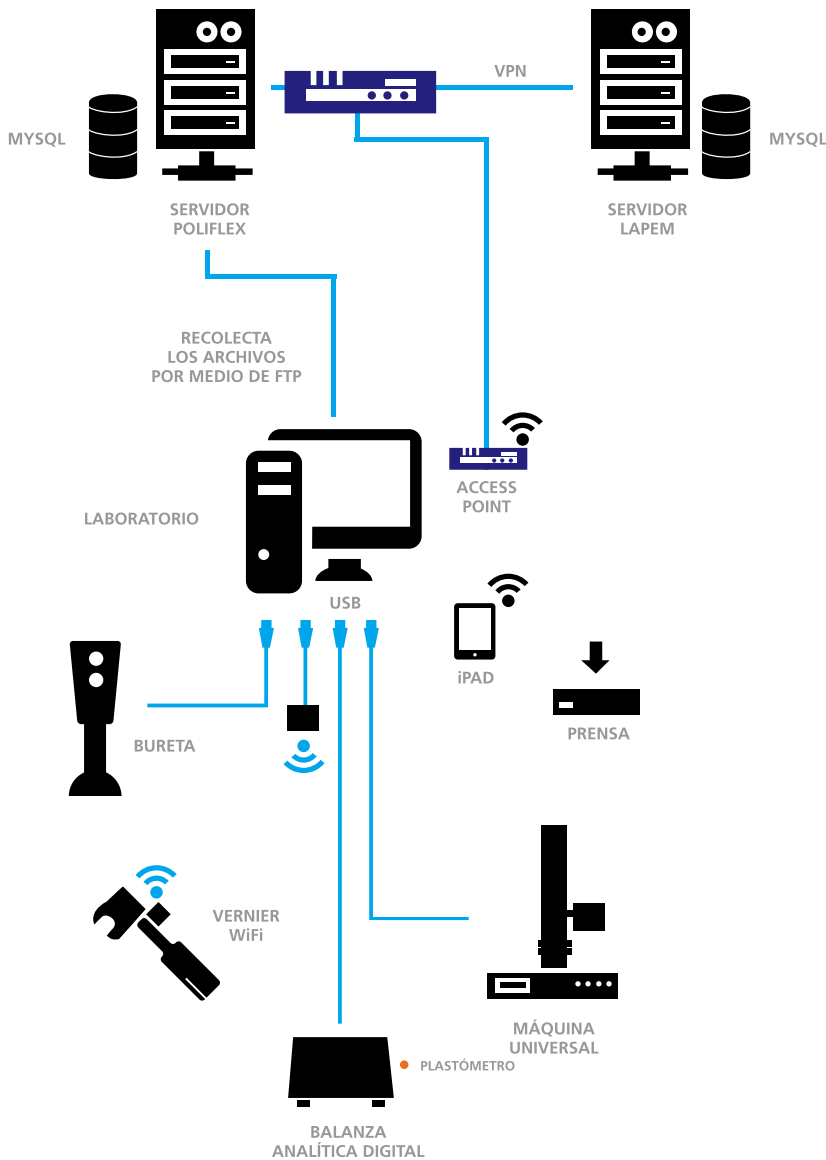 VPN
MYSQL
MYSQL
SERVIDOR
POLIFLEX
SERVIDOR
LAPEM
RECOLECTA
LOS ARCHIVOS
POR MEDIO DE FTP
ACCESS
POINT
LABORATORIO
USB
iPAD
PRENSA
BURETA
VERNIER
WiFi
MÁQUINA
UNIVERSAL
PLASTÓMETRO
BALANZA
ANALÍTICA DIGITAL